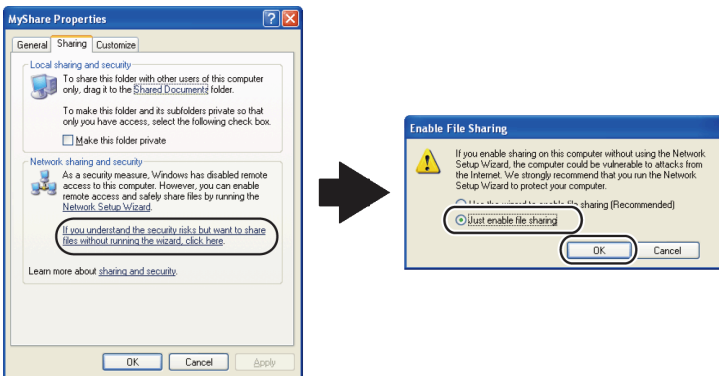 MyShare Properties
General Sharing Customize
Local sharing and security
To share this folder with other users of this computer
only, drag it to the Shared Documents folder.
To make this folder and its subfolders private so that
only you have access, select the following check box.
Make this folder private
Network sharing and security
As a security measure, Windows has disabled remote
access to this computer. However, you can enable
remote access and safely share files by running the
Network Setup Wizard.
If you understand the security risks but want to share
files without running the wizard, click here.
Learn more about sharing and security.
OK Cancel Apply
Enable File Sharing
If you enable sharing on this computer without using the Network
Setup Wizard, the computer could be vulnerable to attacks from
the Internet. We strongly recommend that you run the Network
Setup Wizard to protect your computer.
Use the wizard to enable file sharing (Recommended)
Just enable file sharing
OK Cancel